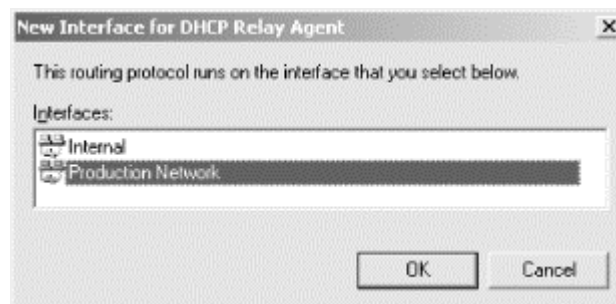 New Interface for DHCP Relay Agent
This routing protocol runs on the interface that you select below.
Interfaces:
Internal
Production Network
OK Cancel